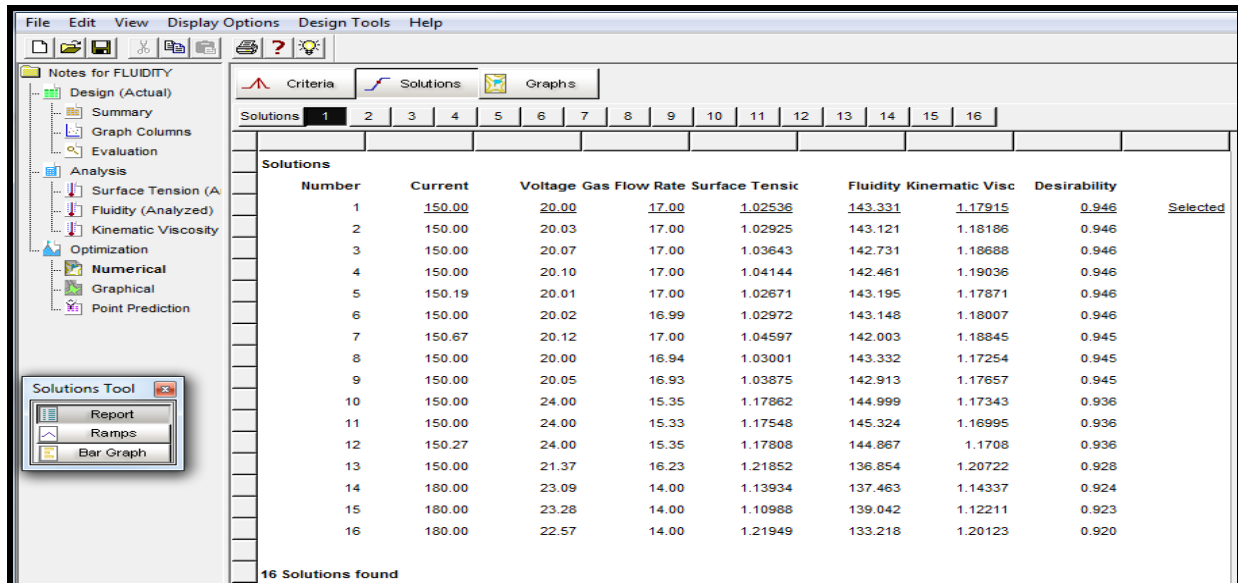 File Edit View Display Options Design Tools Help
Notes for FLUIDITY
Design (Actual)
Summary
Graph Columns
Evaluation
Analysis
Surface Tension (A
Fluidity (Analyzed)
Kinematic Viscosity
Optimization
Numerical
Graphical
Point Prediction
Solutions Tool
Report
Ramps
Bar Graph
Criteria Solutions Graphs
Solutions 1 2 3 4 5 6 7 8 9 10 11 12 13 14 15 16
Solutions
Number Current Voltage Gas Flow Rate Surface Tensic Fluidity Kinematic Visc Desirability
1 150.00 20.00 17.00 1.02536 143.331 1.17915 0.946 Selected
2 150.00 20.03 17.00 1.02925 143.121 1.18186 0.946
3 150.00 20.07 17.00 1.03643 142.731 1.18688 0.946
4 150.00 20.10 17.00 1.04144 142.461 1.19036 0.946
5 150.19 20.01 17.00 1.02671 143.195 1.17871 0.946
6 150.00 20.02 16.99 1.02972 143.148 1.18007 0.946
7 150.67 20.12 17.00 1.04597 142.003 1.18845 0.945
8 150.00 20.00 16.94 1.03001 143.332 1.17254 0.945
9 150.00 20.05 16.93 1.03875 142.913 1.17657 0.945
10 150.00 24.00 15.35 1.17862 144.999 1.17343 0.936
11 150.00 24.00 15.33 1.17548 145.324 1.16995 0.936
12 150.27 24.00 15.35 1.17808 144.867 1.1708 0.936
13 150.00 21.37 16.23 1.21852 136.854 1.20722 0.928
14 180.00 23.09 14.00 1.13934 137.463 1.14337 0.924
15 180.00 23.28 14.00 1.10988 139.042 1.12211 0.923
16 180.00 22.57 14.00 1.21949 133.218 1.20123 0.920
16 Solutions found